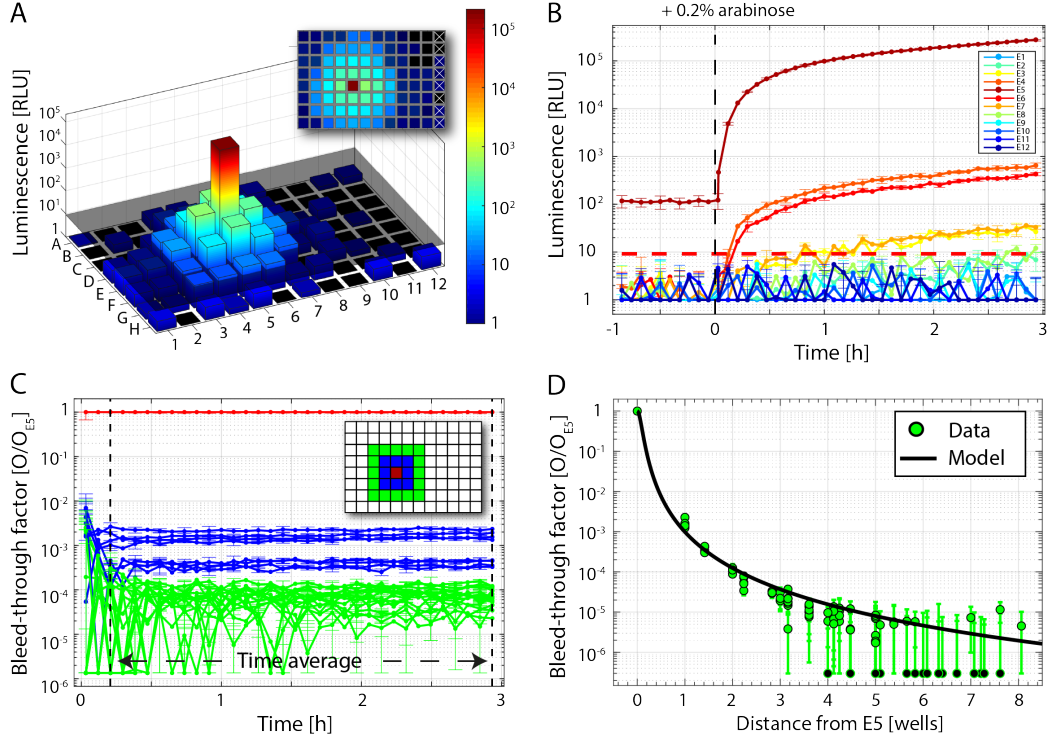 A
Luminescence [RLU]
10^5
10^4
10^3
10^2
10^1
1
A
B
C
D
E
F
G
H
1
2
3
4
5
6
7
8
9
10
11
12
10^5
10^4
10^3
10^2
10
1
B
+ 0.2% arabinose
Luminescence [RLU]
10^5
10^4
10^3
10^2
10
1
-1
0
1
2
3
Time [h]
E1
E2
E3
E4
E5
E6
E7
E8
E9
E10
E11
E12
C
Bleed-through factor [O/O_E5]
1
10^-1
10^-2
10^-3
10^-4
10^-5
10^-6
Time average
0
1
2
3
Time [h]
D
Bleed-through factor [O/O_E5]
1
10^-1
10^-2
10^-3
10^-4
10^-5
10^-6
Data
Model
0
1
2
3
4
5
6
7
8
Distance from E5 [wells]